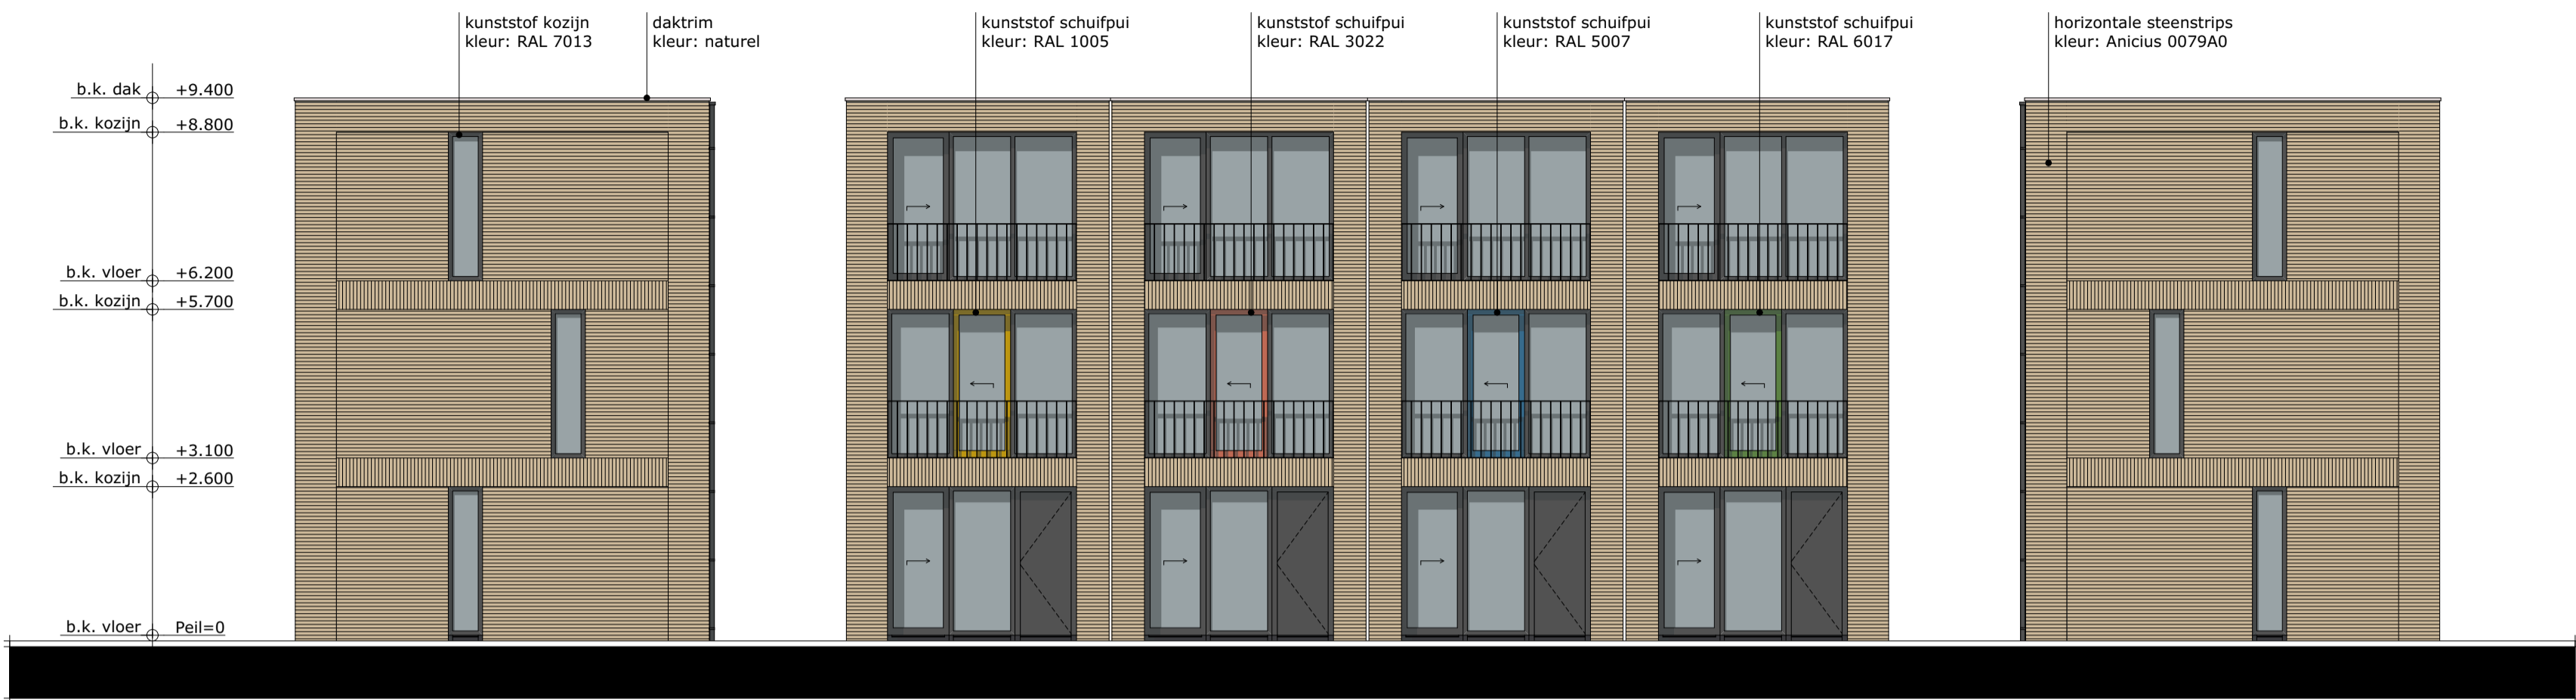 kunststof kozijn
kleur: RAL 7013
daktrim
kleur: naturel
kunststof schuifpui
kleur: RAL 1005
kunststof schuifpui
kleur: RAL 3022
kunststof schuifpui
kleur: RAL 5007
kunststof schuifpui
kleur: RAL 6017
horizontale steenstrips
kleur: Anicius 0079A0
b.k. dak +9.400
b.k. kozijn +8.800
b.k. vloer +6.200
b.k. kozijn +5.700
b.k. vloer +3.100
b.k. kozijn +2.600
b.k. vloer Peil=0